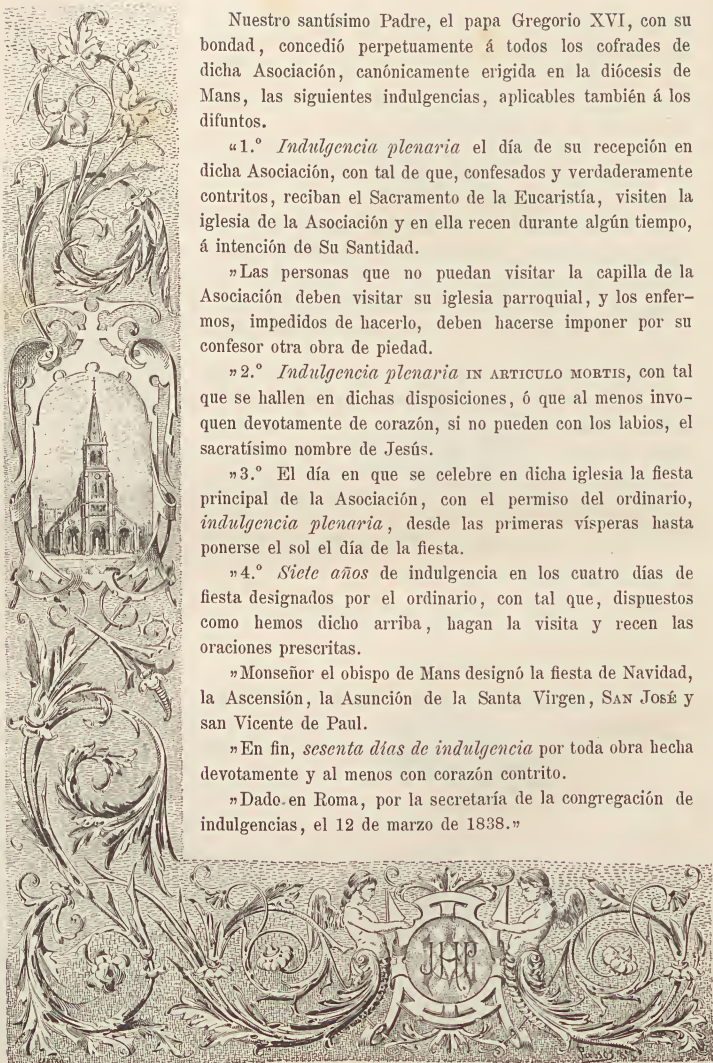 Nuestro santísimo Padre, el papa Gregorio XVI, con su
bondad, concedió perpetuamente á todos los cofrades de
dicha Asociación, canónicamente erigida en la diócesis de
Mans, las siguientes indulgencias, aplicables también á los
difuntos.
«1.º Indulgencia plenaria el día de su recepción en
dicha Asociación, con tal de que, confesados y verdaderamente
contritos, reciban el Sacramento de la Eucaristía, visiten la
iglesia de la Asociación y en ella recen durante algún tiempo,
á intención de Su Santidad.
»Las personas que no puedan visitar la capilla de la
Asociación deben visitar su iglesia parroquial, y los enfer-
mos, impedidos de hacerlo, deben hacerse imponer por su
confesor otra obra de piedad.
»2.º Indulgencia plenaria IN ARTICULO MORTIS, con tal
que se hallen en dichas disposiciones, ó que al menos invo-
quen devotamente de corazón, si no pueden con los labios, el
sacratísimo nombre de Jesús.
»3.º El día en que se celebre en dicha iglesia la fiesta
principal de la Asociación, con el permiso del ordinario,
indulgencia plenaria, desde las primeras vísperas hasta
ponerse el sol el día de la fiesta.
»4.º Siete años de indulgencia en los cuatro días de
fiesta designados por el ordinario, con tal que, dispuestos
como hemos dicho arriba, hagan la visita y recen las
oraciones prescritas.
»Monseñor el obispo de Mans designó la fiesta de Navidad,
la Ascensión, la Asunción de la Santa Virgen, SAN JOSÉ y
san Vicente de Paul.
»En fin, sesenta días de indulgencia por toda obra hecha
devotamente y al menos con corazón contrito.
»Dado en Roma, por la secretaría de la congregación de
indulgencias, el 12 de marzo de 1838.»